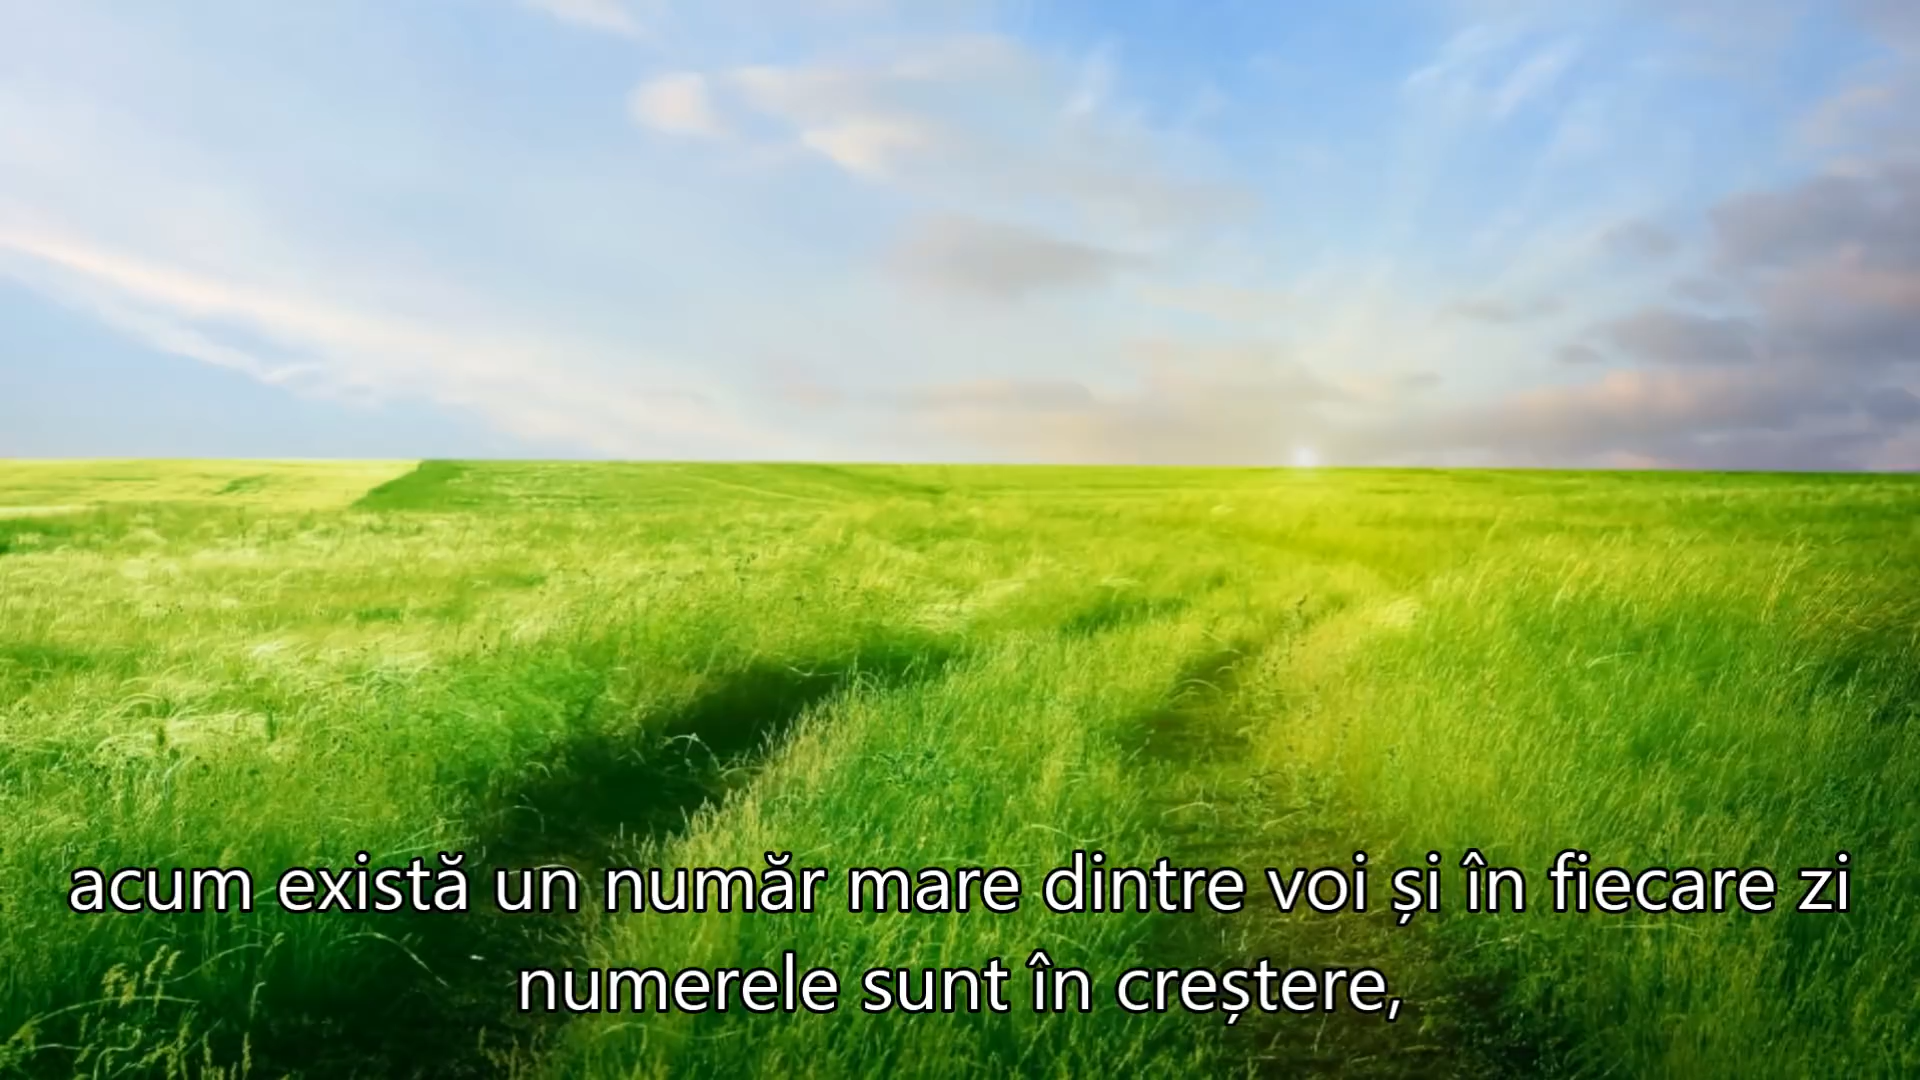 acum există un număr mare dintre voi și în fiecare zi
numerele sunt în creștere,